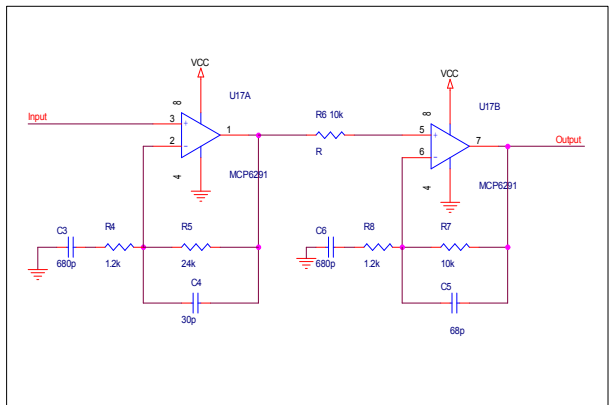 VCC
U17A
8
Input
3
+
1
2
-
4
MCP6291
R6 10k
R
VCC
U17B
8
5
+
7
6
-
4
MCP6291
Output
C3
680p
R4
1.2k
R5
24k
C4
30p
C6
680p
R8
1.2k
R7
10k
C5
68p